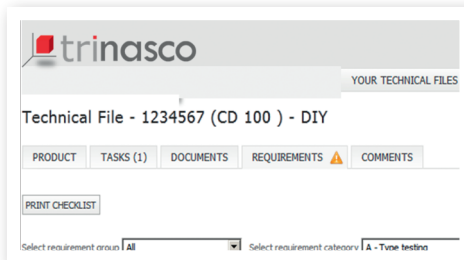 trinasco
YOUR TECHNICAL FILES
Technical File - 1234567 (CD 100 ) - DIY
PRODUCT TASKS (1) DOCUMENTS REQUIREMENTS COMMENTS
PRINT CHECKLIST
Select requirement group All Select requirement category A - Type testing